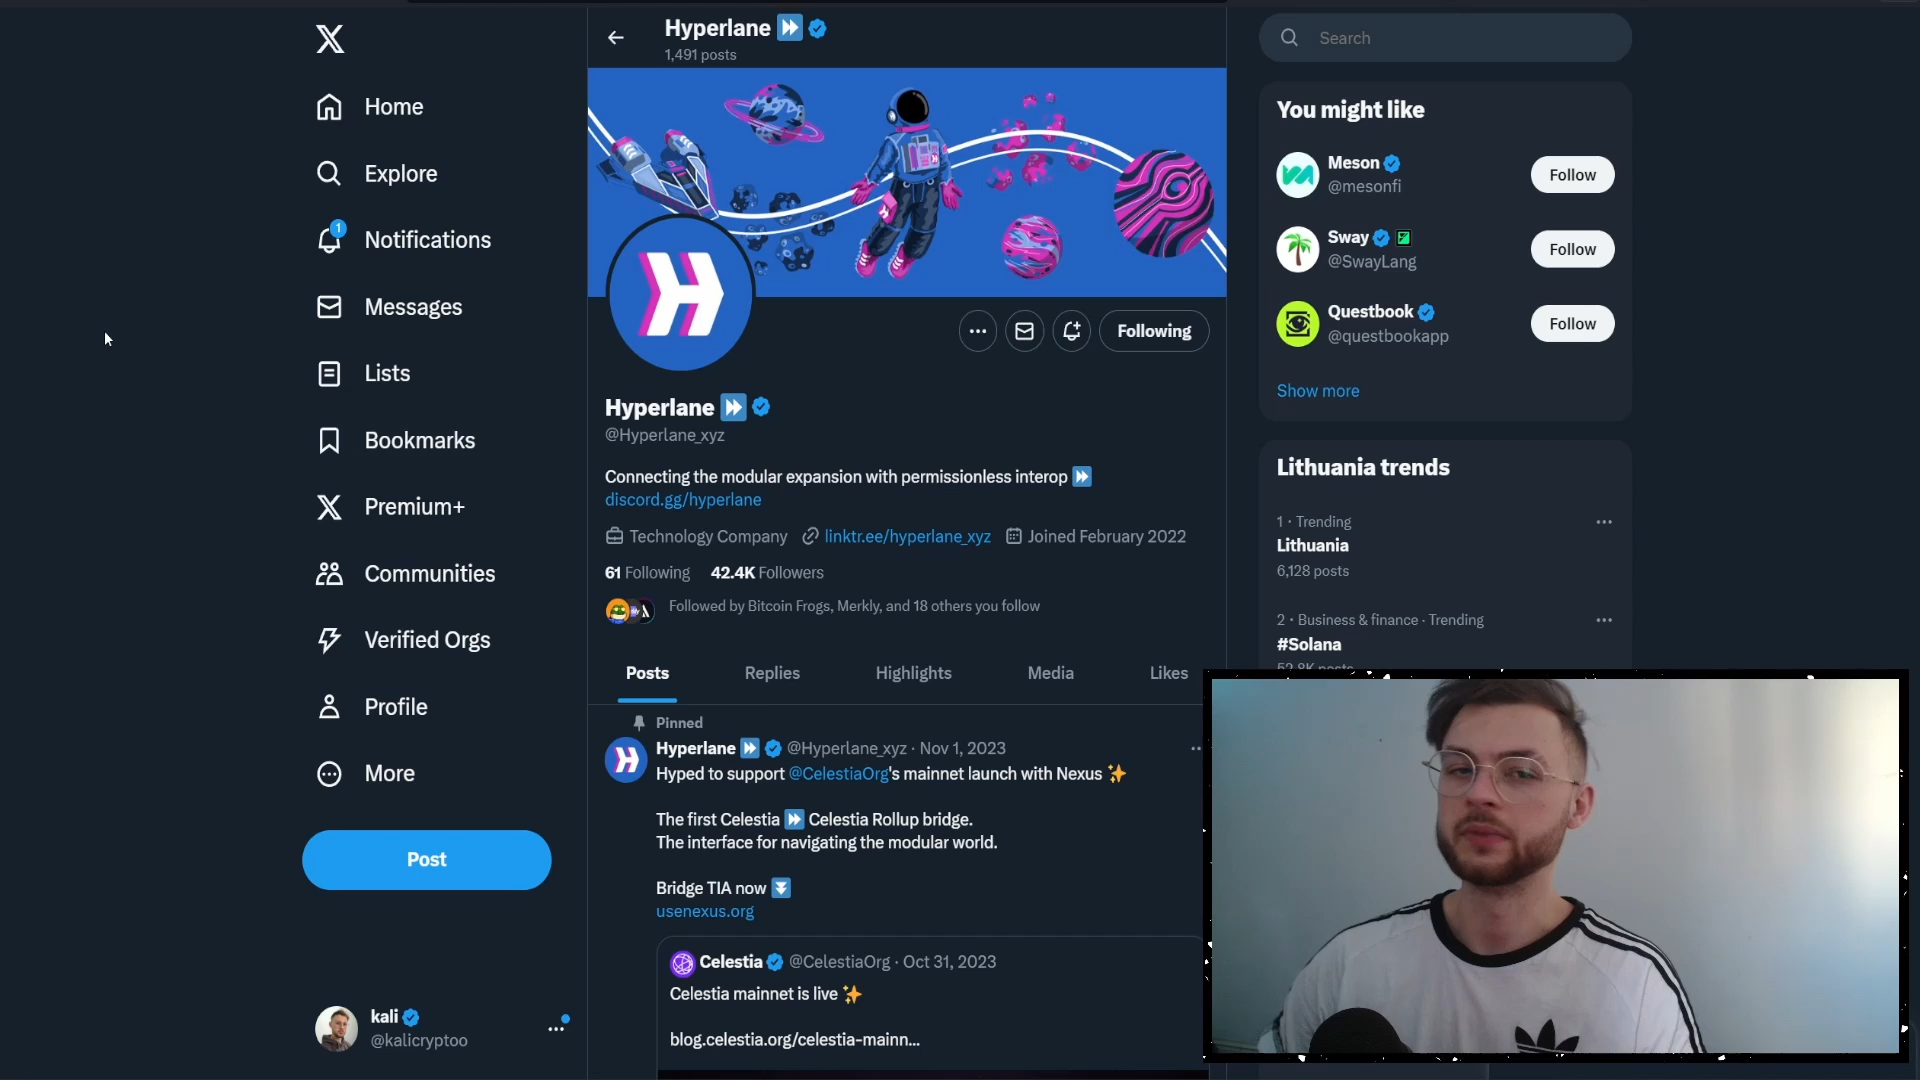 Home
Explore
1
Notifications
Messages
Lists
Bookmarks
Premium+
Communities
Verified Orgs
Profile
More
Post
kali
@kalicryptoo
Hyperlane ⏩
1,491 posts
Following
Hyperlane ⏩
@Hyperlane_xyz
Connecting the modular expansion with permissionless interop ⏩
discord.gg/hyperlane
Technology Company linktr.ee/hyperlane_xyz Joined February 2022
61 Following 42.4K Followers
Followed by Bitcoin Frogs, Merkly, and 18 others you follow
Posts Replies Highlights Media Likes
Pinned
Hyperlane ⏩ @Hyperlane_xyz · Nov 1, 2023
Hyped to support @CelestiaOrg's mainnet launch with Nexus ✨
The first Celestia ⏩ Celestia Rollup bridge.
The interface for navigating the modular world.
Bridge TIA now ⏬
usenexus.org
Celestia @CelestiaOrg · Oct 31, 2023
Celestia mainnet is live ✨
blog.celestia.org/celestia-mainn...
Search
You might like
Meson
@mesonfi
Follow
Sway
@SwayLang
Follow
Questbook
@questbookapp
Follow
Show more
Lithuania trends
1 · Trending
Lithuania
6,128 posts
2 · Business & finance · Trending
#Solana